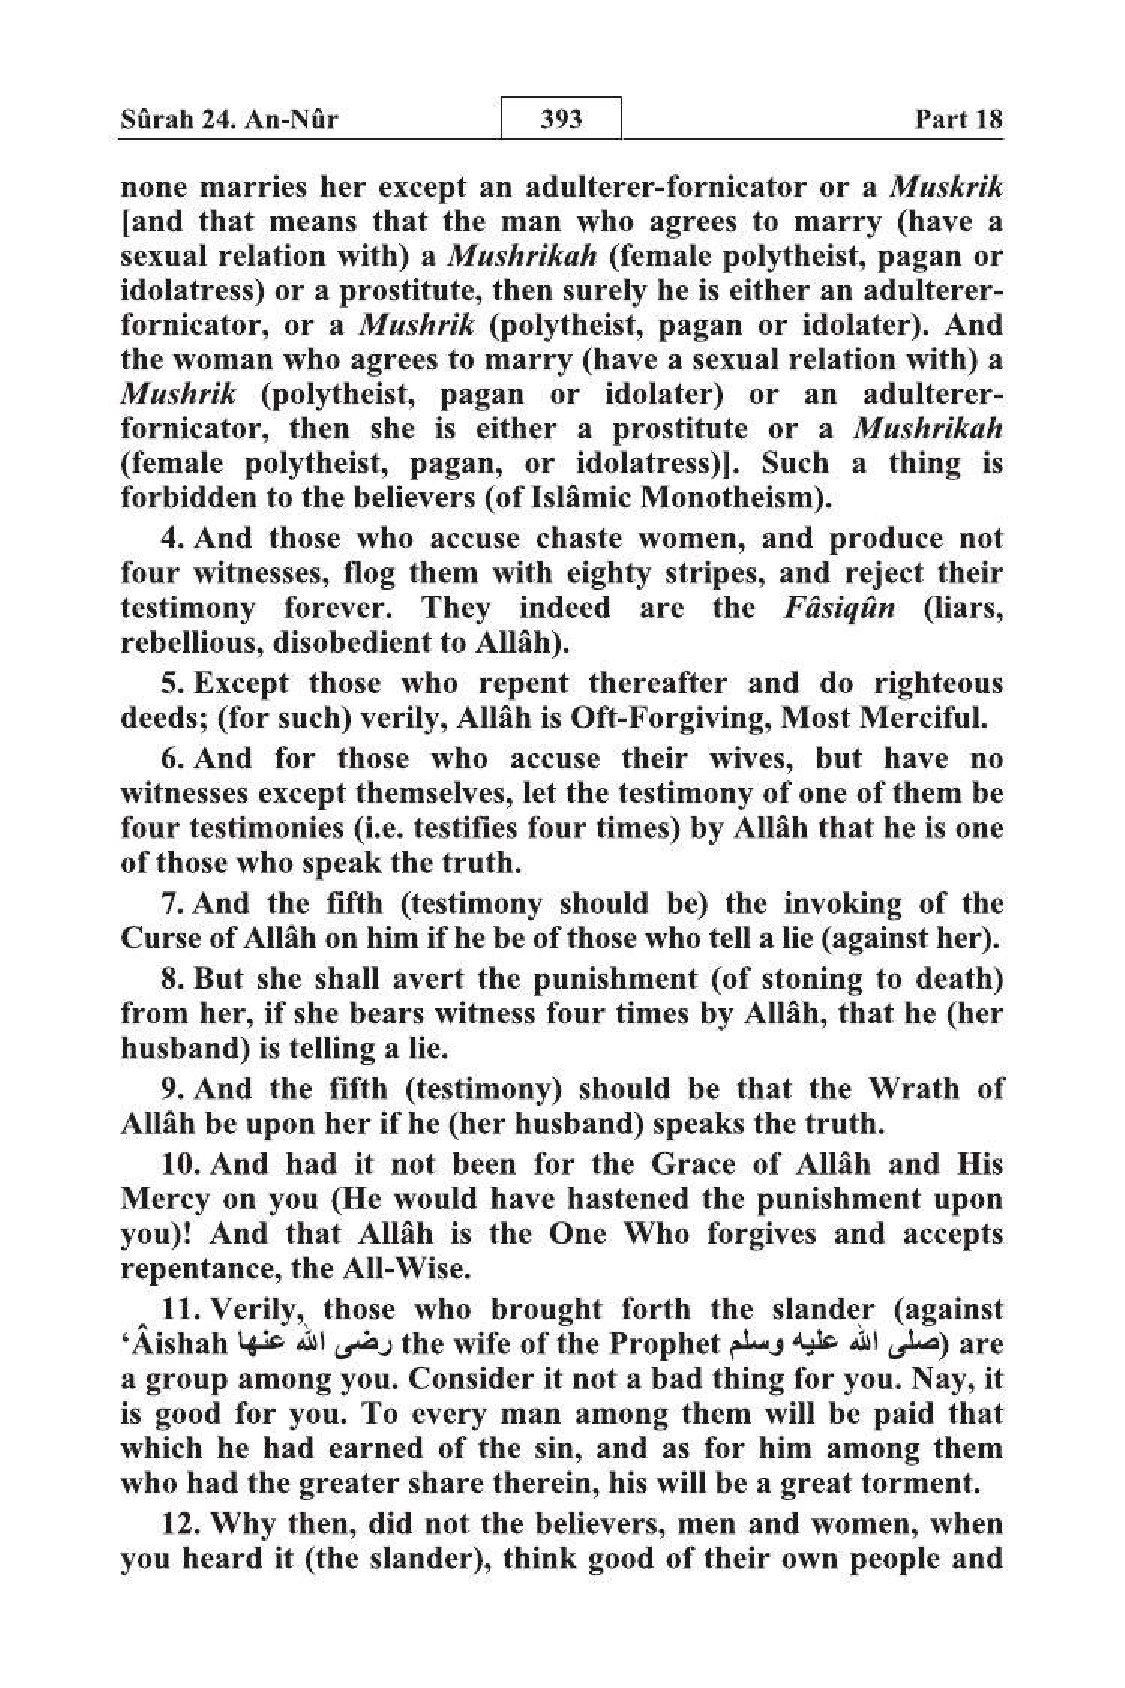 Sûrah 24. An-Nûr 393 Part 18
none marries her except an adulterer-fornicator or a Muskrik
[and that means that the man who agrees to marry (have a
sexual relation with) a Mushrikah (female polytheist, pagan or
idolatress) or a prostitute, then surely he is either an adulterer-
fornicator, or a Mushrik (polytheist, pagan or idolater). And
the woman who agrees to marry (have a sexual relation with) a
Mushrik (polytheist, pagan or idolater) or an adulterer-
fornicator, then she is either a prostitute or a Mushrikah
(female polytheist, pagan, or idolatress)]. Such a thing is
forbidden to the believers (of Islâmic Monotheism).
4. And those who accuse chaste women, and produce not
four witnesses, flog them with eighty stripes, and reject their
testimony forever. They indeed are the Fâsiqûn (liars,
rebellious, disobedient to Allâh).
5. Except those who repent thereafter and do righteous
deeds; (for such) verily, Allâh is Oft-Forgiving, Most Merciful.
6. And for those who accuse their wives, but have no
witnesses except themselves, let the testimony of one of them be
four testimonies (i.e. testifies four times) by Allâh that he is one
of those who speak the truth.
7. And the fifth (testimony should be) the invoking of the
Curse of Allâh on him if he be of those who tell a lie (against her).
8. But she shall avert the punishment (of stoning to death)
from her, if she bears witness four times by Allâh, that he (her
husband) is telling a lie.
9. And the fifth (testimony) should be that the Wrath of
Allâh be upon her if he (her husband) speaks the truth.
10. And had it not been for the Grace of Allâh and His
Mercy on you (He would have hastened the punishment upon
you)! And that Allâh is the One Who forgives and accepts
repentance, the All-Wise.
11. Verily, those who brought forth the slander (against
‘Âishah رضى الله عنها the wife of the Prophet صلى الله عليه وسلم) are
a group among you. Consider it not a bad thing for you. Nay, it
is good for you. To every man among them will be paid that
which he had earned of the sin, and as for him among them
who had the greater share therein, his will be a great torment.
12. Why then, did not the believers, men and women, when
you heard it (the slander), think good of their own people and